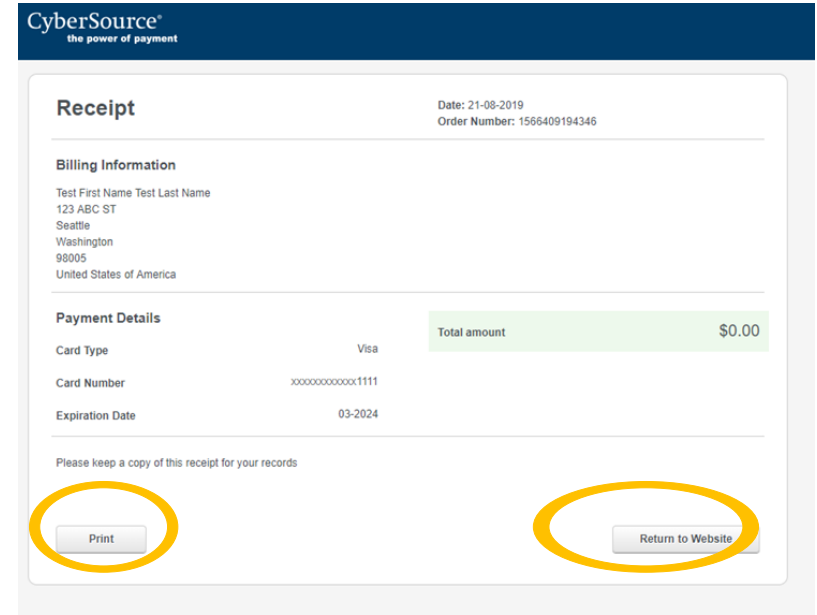 CyberSource®
the power of payment
Receipt
Date: 21-08-2019
Order Number: 1566409194346
Billing Information
Test First Name Test Last Name
123 ABC ST
Seattle
Washington
98005
United States of America
Payment Details
Total amount $0.00
Card Type Visa
Card Number xxxxxxxxxxxx1111
Expiration Date 03-2024
Please keep a copy of this receipt for your records
Print Return to Website